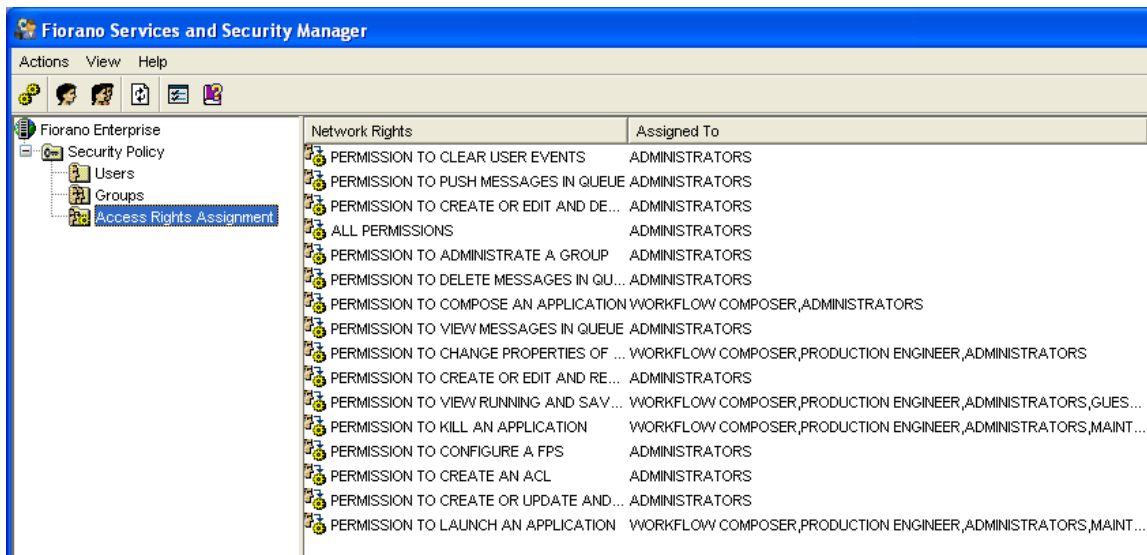 Fiorano Services and Security Manager
Actions View Help
Fiorano Enterprise
Security Policy
Users
Groups
Access Rights Assignment
Network Rights Assigned To
PERMISSION TO CLEAR USER EVENTS ADMINISTRATORS
PERMISSION TO PUSH MESSAGES IN QUEUE ADMINISTRATORS
PERMISSION TO CREATE OR EDIT AND DE... ADMINISTRATORS
ALL PERMISSIONS ADMINISTRATORS
PERMISSION TO ADMINISTRATE A GROUP ADMINISTRATORS
PERMISSION TO DELETE MESSAGES IN QU... ADMINISTRATORS
PERMISSION TO COMPOSE AN APPLICATION WORKFLOW COMPOSER,ADMINISTRATORS
PERMISSION TO VIEW MESSAGES IN QUEUE ADMINISTRATORS
PERMISSION TO CHANGE PROPERTIES OF ... WORKFLOW COMPOSER,PRODUCTION ENGINEER,ADMINISTRATORS
PERMISSION TO CREATE OR EDIT AND RE... ADMINISTRATORS
PERMISSION TO VIEW RUNNING AND SAV... WORKFLOW COMPOSER,PRODUCTION ENGINEER,ADMINISTRATORS,GUES...
PERMISSION TO KILL AN APPLICATION WORKFLOW COMPOSER,PRODUCTION ENGINEER,ADMINISTRATORS,MAINT...
PERMISSION TO CONFIGURE A FPS ADMINISTRATORS
PERMISSION TO CREATE AN ACL ADMINISTRATORS
PERMISSION TO CREATE OR UPDATE AND... ADMINISTRATORS
PERMISSION TO LAUNCH AN APPLICATION WORKFLOW COMPOSER,PRODUCTION ENGINEER,ADMINISTRATORS,MAINT...